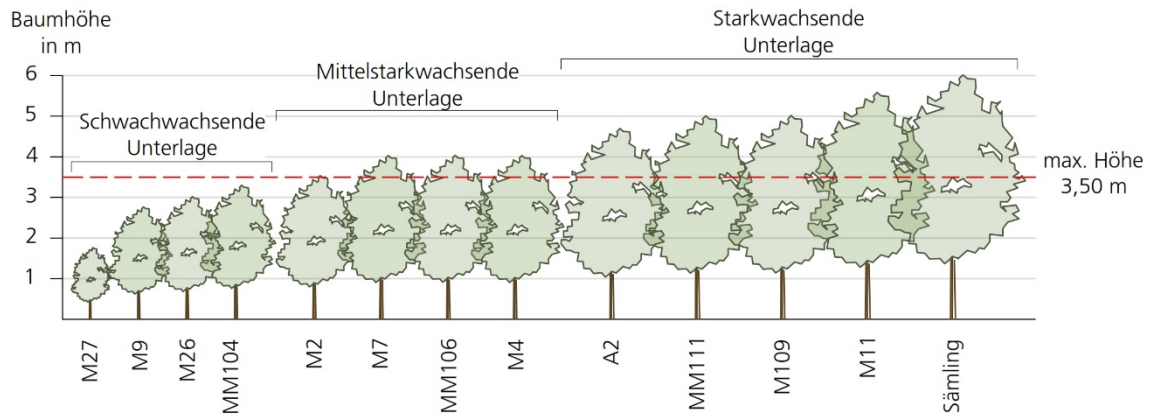 Baumhöhe
in m
Starkwachsende
Unterlage
Mittelstarkwachsende
Unterlage
Schwachwachsende
Unterlage
6
5
4
3
2
1
max. Höhe
3,50 m
M27
M9
M26
MM104
M2
M7
MM106
M4
A2
MM111
M109
M11
Sämling